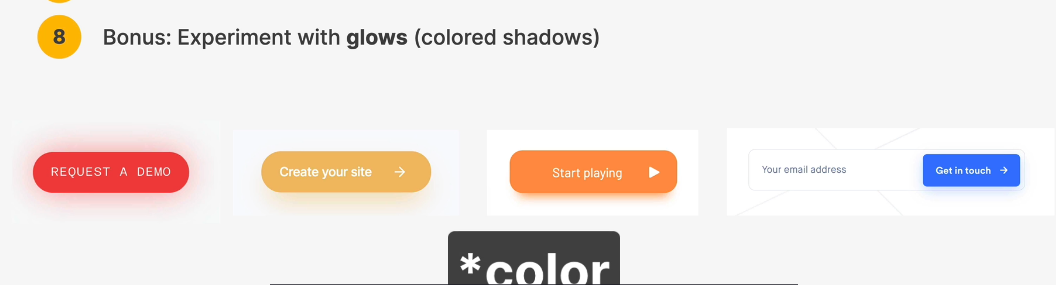 8 Bonus: Experiment with glows (colored shadows)
REQUEST A DEMO
Create your site
Start playing
Your email address
Get in touch
*color